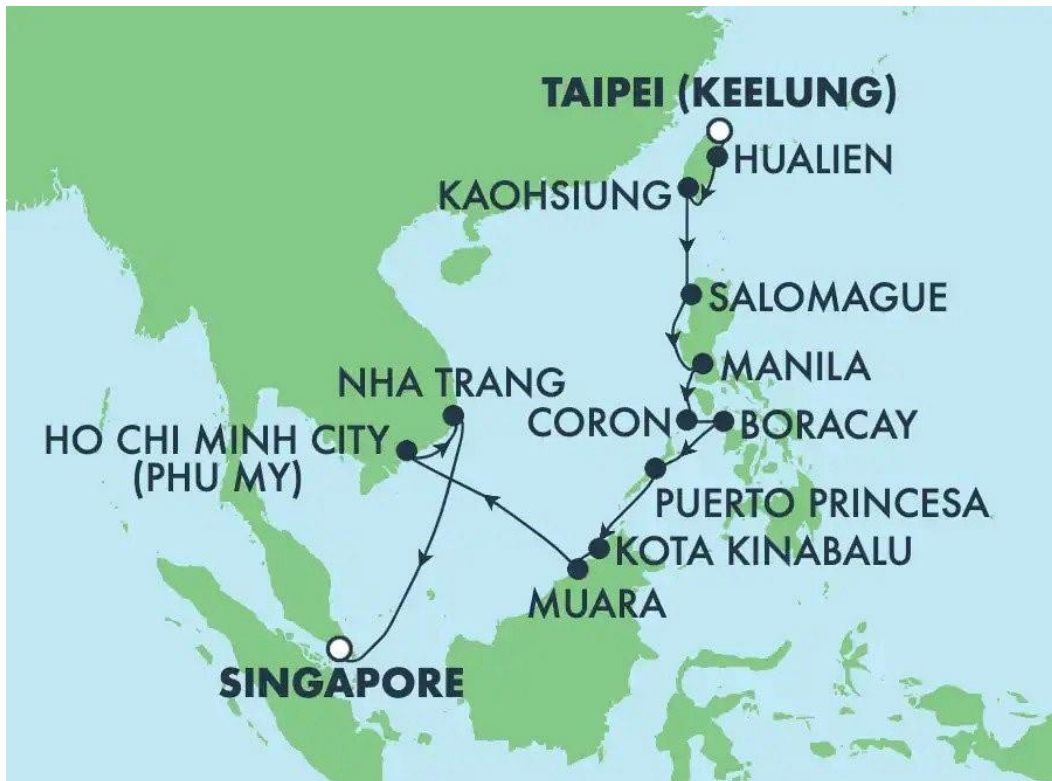 TAIPEI (KEELUNG)
HUALIEN
KAOHSIUNG
SALOMAGUE
MANILA
NHA TRANG
CORON
BORACAY
HO CHI MINH CITY
(PHU MY)
PUERTO PRINCESA
KOTA KINABALU
MUARA
SINGAPORE